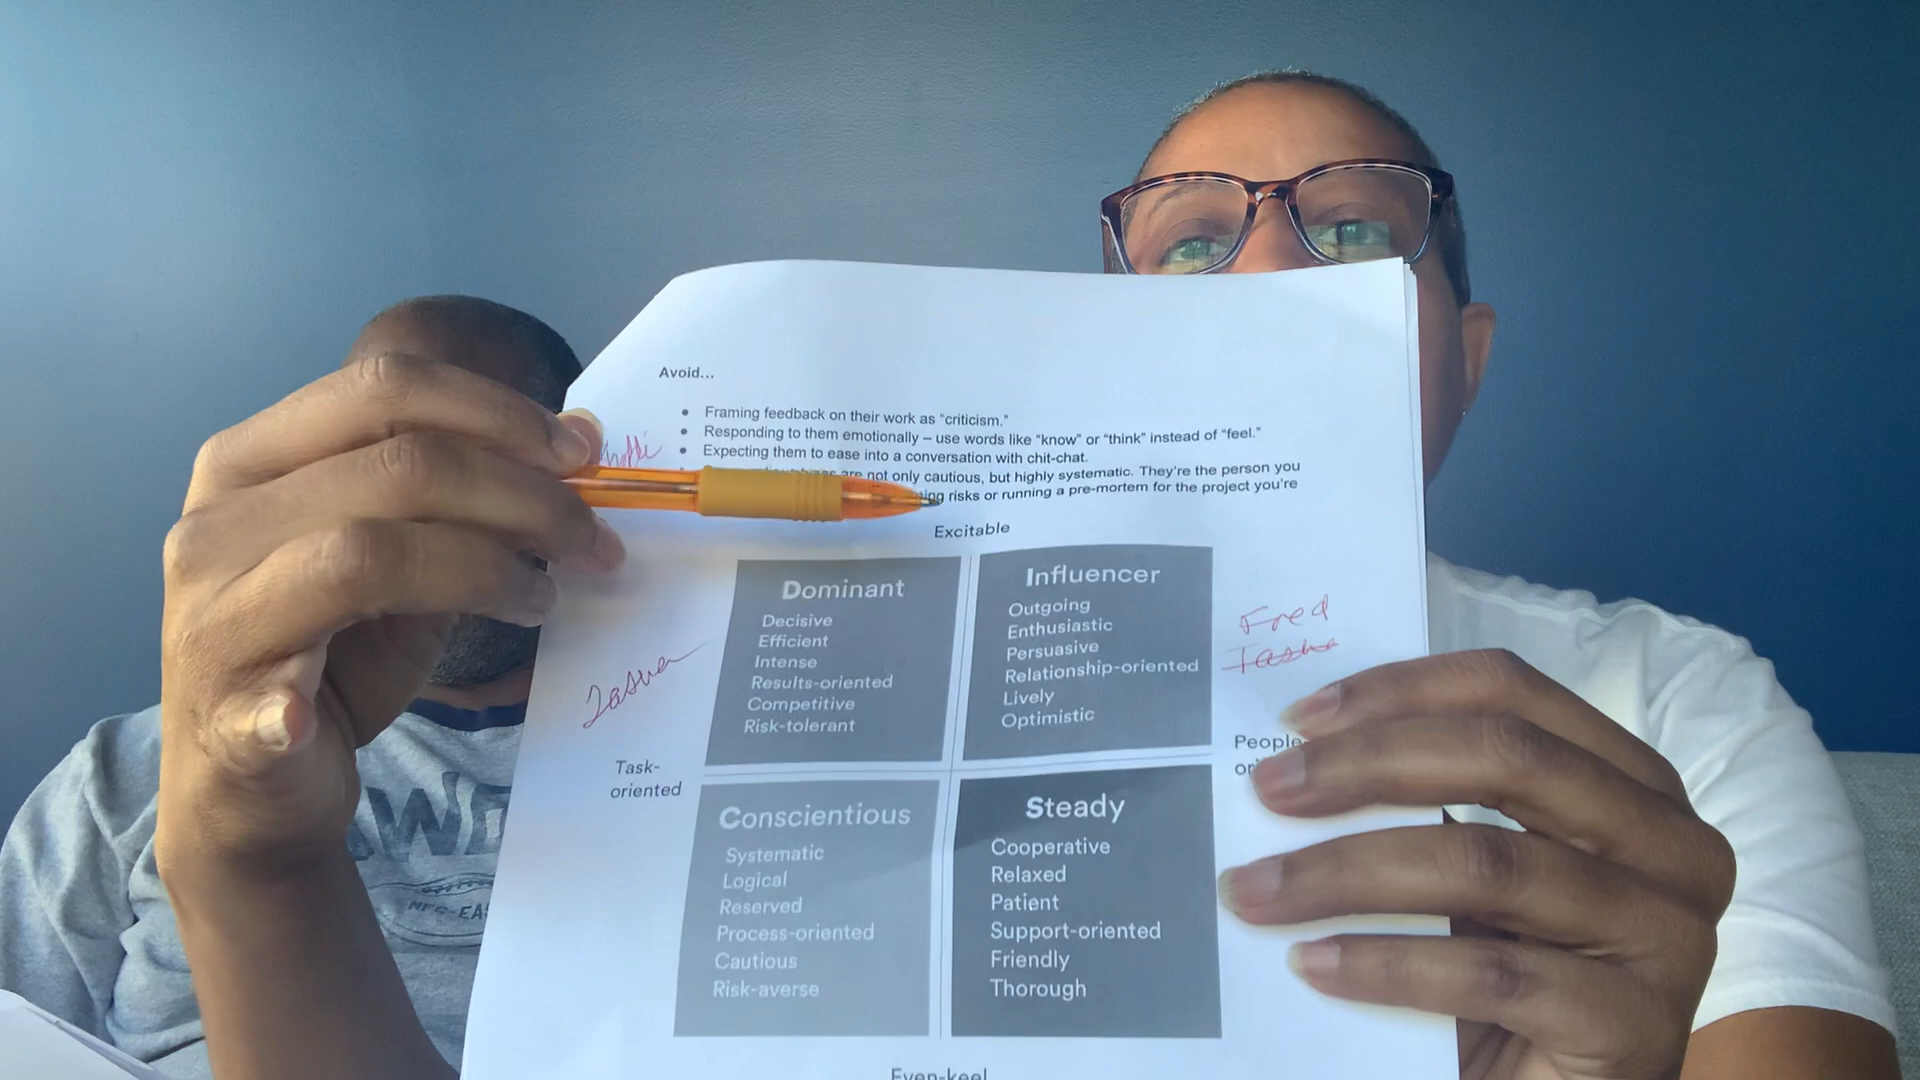 Avoid...
Framing feedback on their work as "criticism."
Responding to them emotionally – use words like "know" or "think" instead of "feel."
Expecting them to ease into a conversation with chit-chat.
are not only cautious, but highly systematic. They're the person you
risks or running a pre-mortem for the project you're
Excitable
Dominant
Decisive
Efficient
Intense
Results-oriented
Competitive
Risk-tolerant
Influencer
Outgoing
Enthusiastic
Persuasive
Relationship-oriented
Lively
Optimistic
Fred
Tasha
Task-
oriented
People
Conscientious
Systematic
Logical
Reserved
Process-oriented
Cautious
Risk-averse
Steady
Cooperative
Relaxed
Patient
Support-oriented
Friendly
Thorough
Even-keel
NFC-EAS